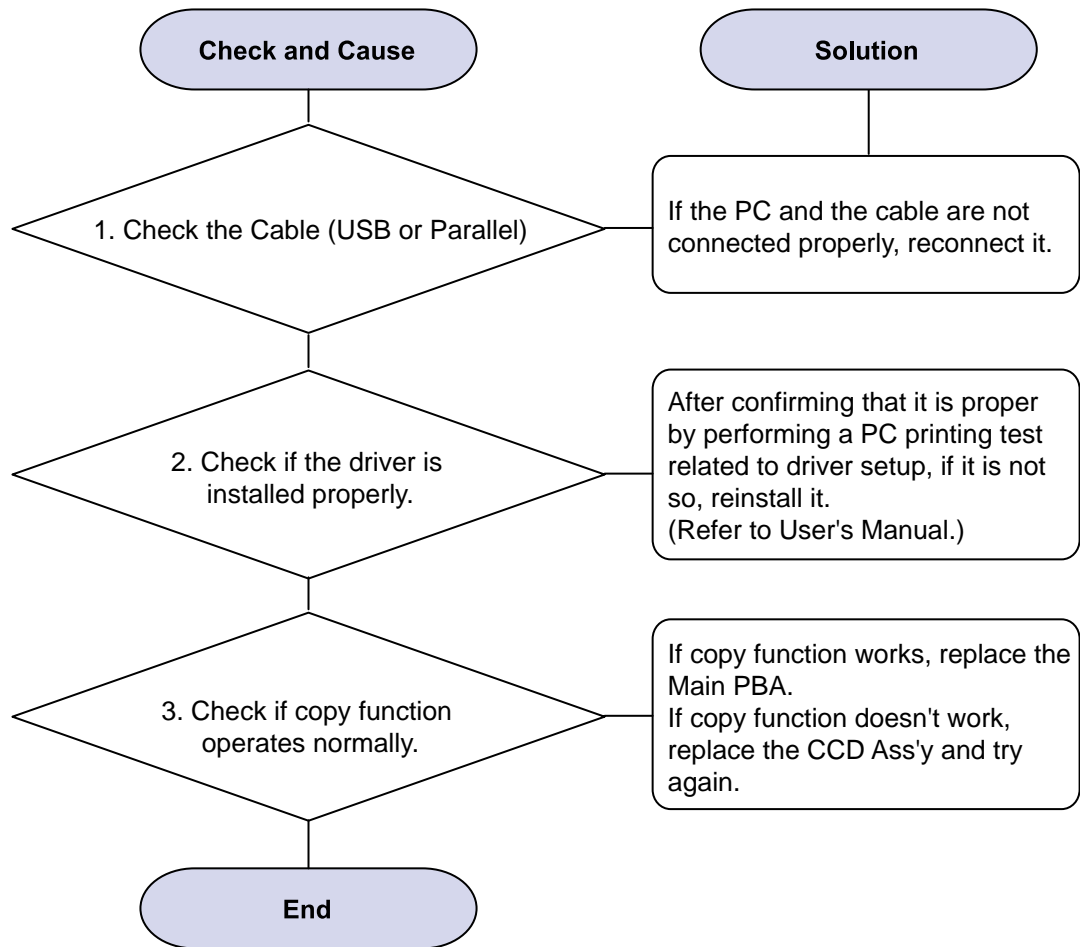 Check and Cause
Solution
1. Check the Cable (USB or Parallel)
If the PC and the cable are not
connected properly, reconnect it.
2. Check if the driver is
installed properly.
After confirming that it is proper
by performing a PC printing test
related to driver setup, if it is not
so, reinstall it.
(Refer to User's Manual.)
3. Check if copy function
operates normally.
If copy function works, replace the
Main PBA.
If copy function doesn't work,
replace the CCD Ass'y and try
again.
End